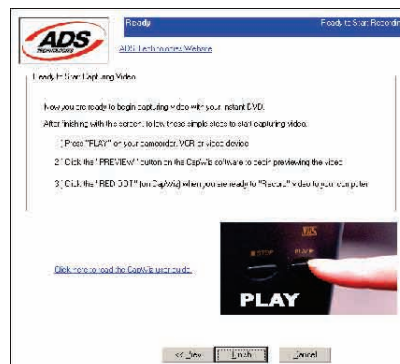 Ready
Ready to Start Recording
ADS
TECHNOLOGIES
ADS Technologies Website
Ready to Start Capturing Video
Now you are ready to begin capturing video with your Instant DVD.
After finishing with these screens, follow these simple steps to start capturing video.
1) Press "PLAY" on your camcorder, VCR or video device
2) Click the "PREVIEW" button on the CapWiz software to begin previewing the video
3) Click the "RED DOT" (on CapWiz) when you are ready to "Record" video to your computer
STOP
PLAY
Click here to read the CapWiz user guide.
PLAY
<< Prev
Finish
Cancel